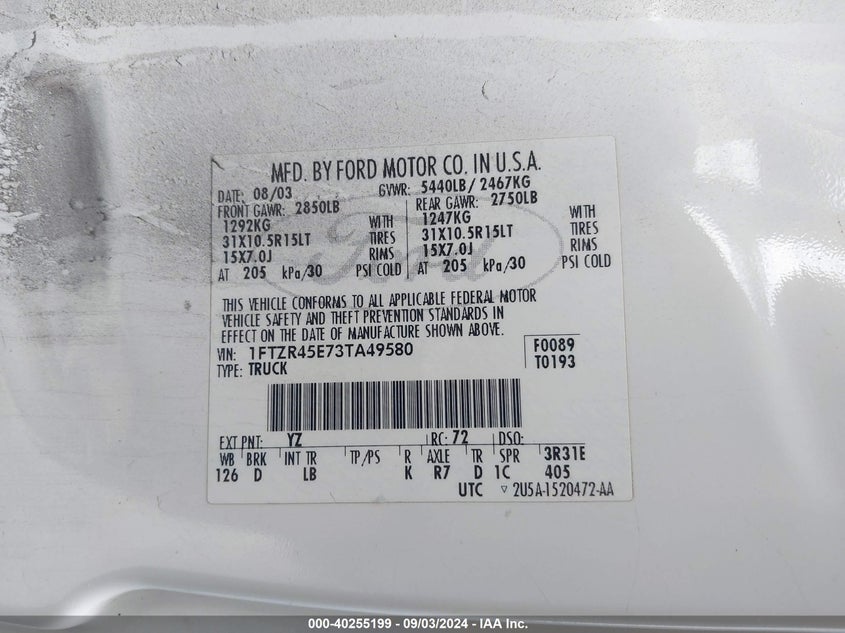 MFD. BY FORD MOTOR CO. IN U.S.A.
DATE: 08/03 GVWR: 5440LB / 2467KG
FRONT GAWR: 2850LB REAR GAWR: 2750LB
1292KG WITH 1247KG WITH
31X10.5R15LT TIRES 31X10.5R15LT TIRES
15X7.0J RIMS 15X7.0J RIMS
AT 205 kPa/30 PSI COLD AT 205 kPa/30 PSI COLD
Ford
THIS VEHICLE CONFORMS TO ALL APPLICABLE FEDERAL MOTOR
VEHICLE SAFETY AND THEFT PREVENTION STANDARDS IN
EFFECT ON THE DATE OF MANUFACTURE SHOWN ABOVE.
VIN: 1FTZR45E73TA49580 F0089
TYPE: TRUCK T0193
EXT PNT: YZ RC: 72 DSO:
WB BRK INT TR TP/PS R AXLE TR SPR 3R31E
126 D LB K R7 D 1C 405
UTC ▽ 2U5A-1520472-AA
000-40255199 - 09/03/2024 - IAA Inc.